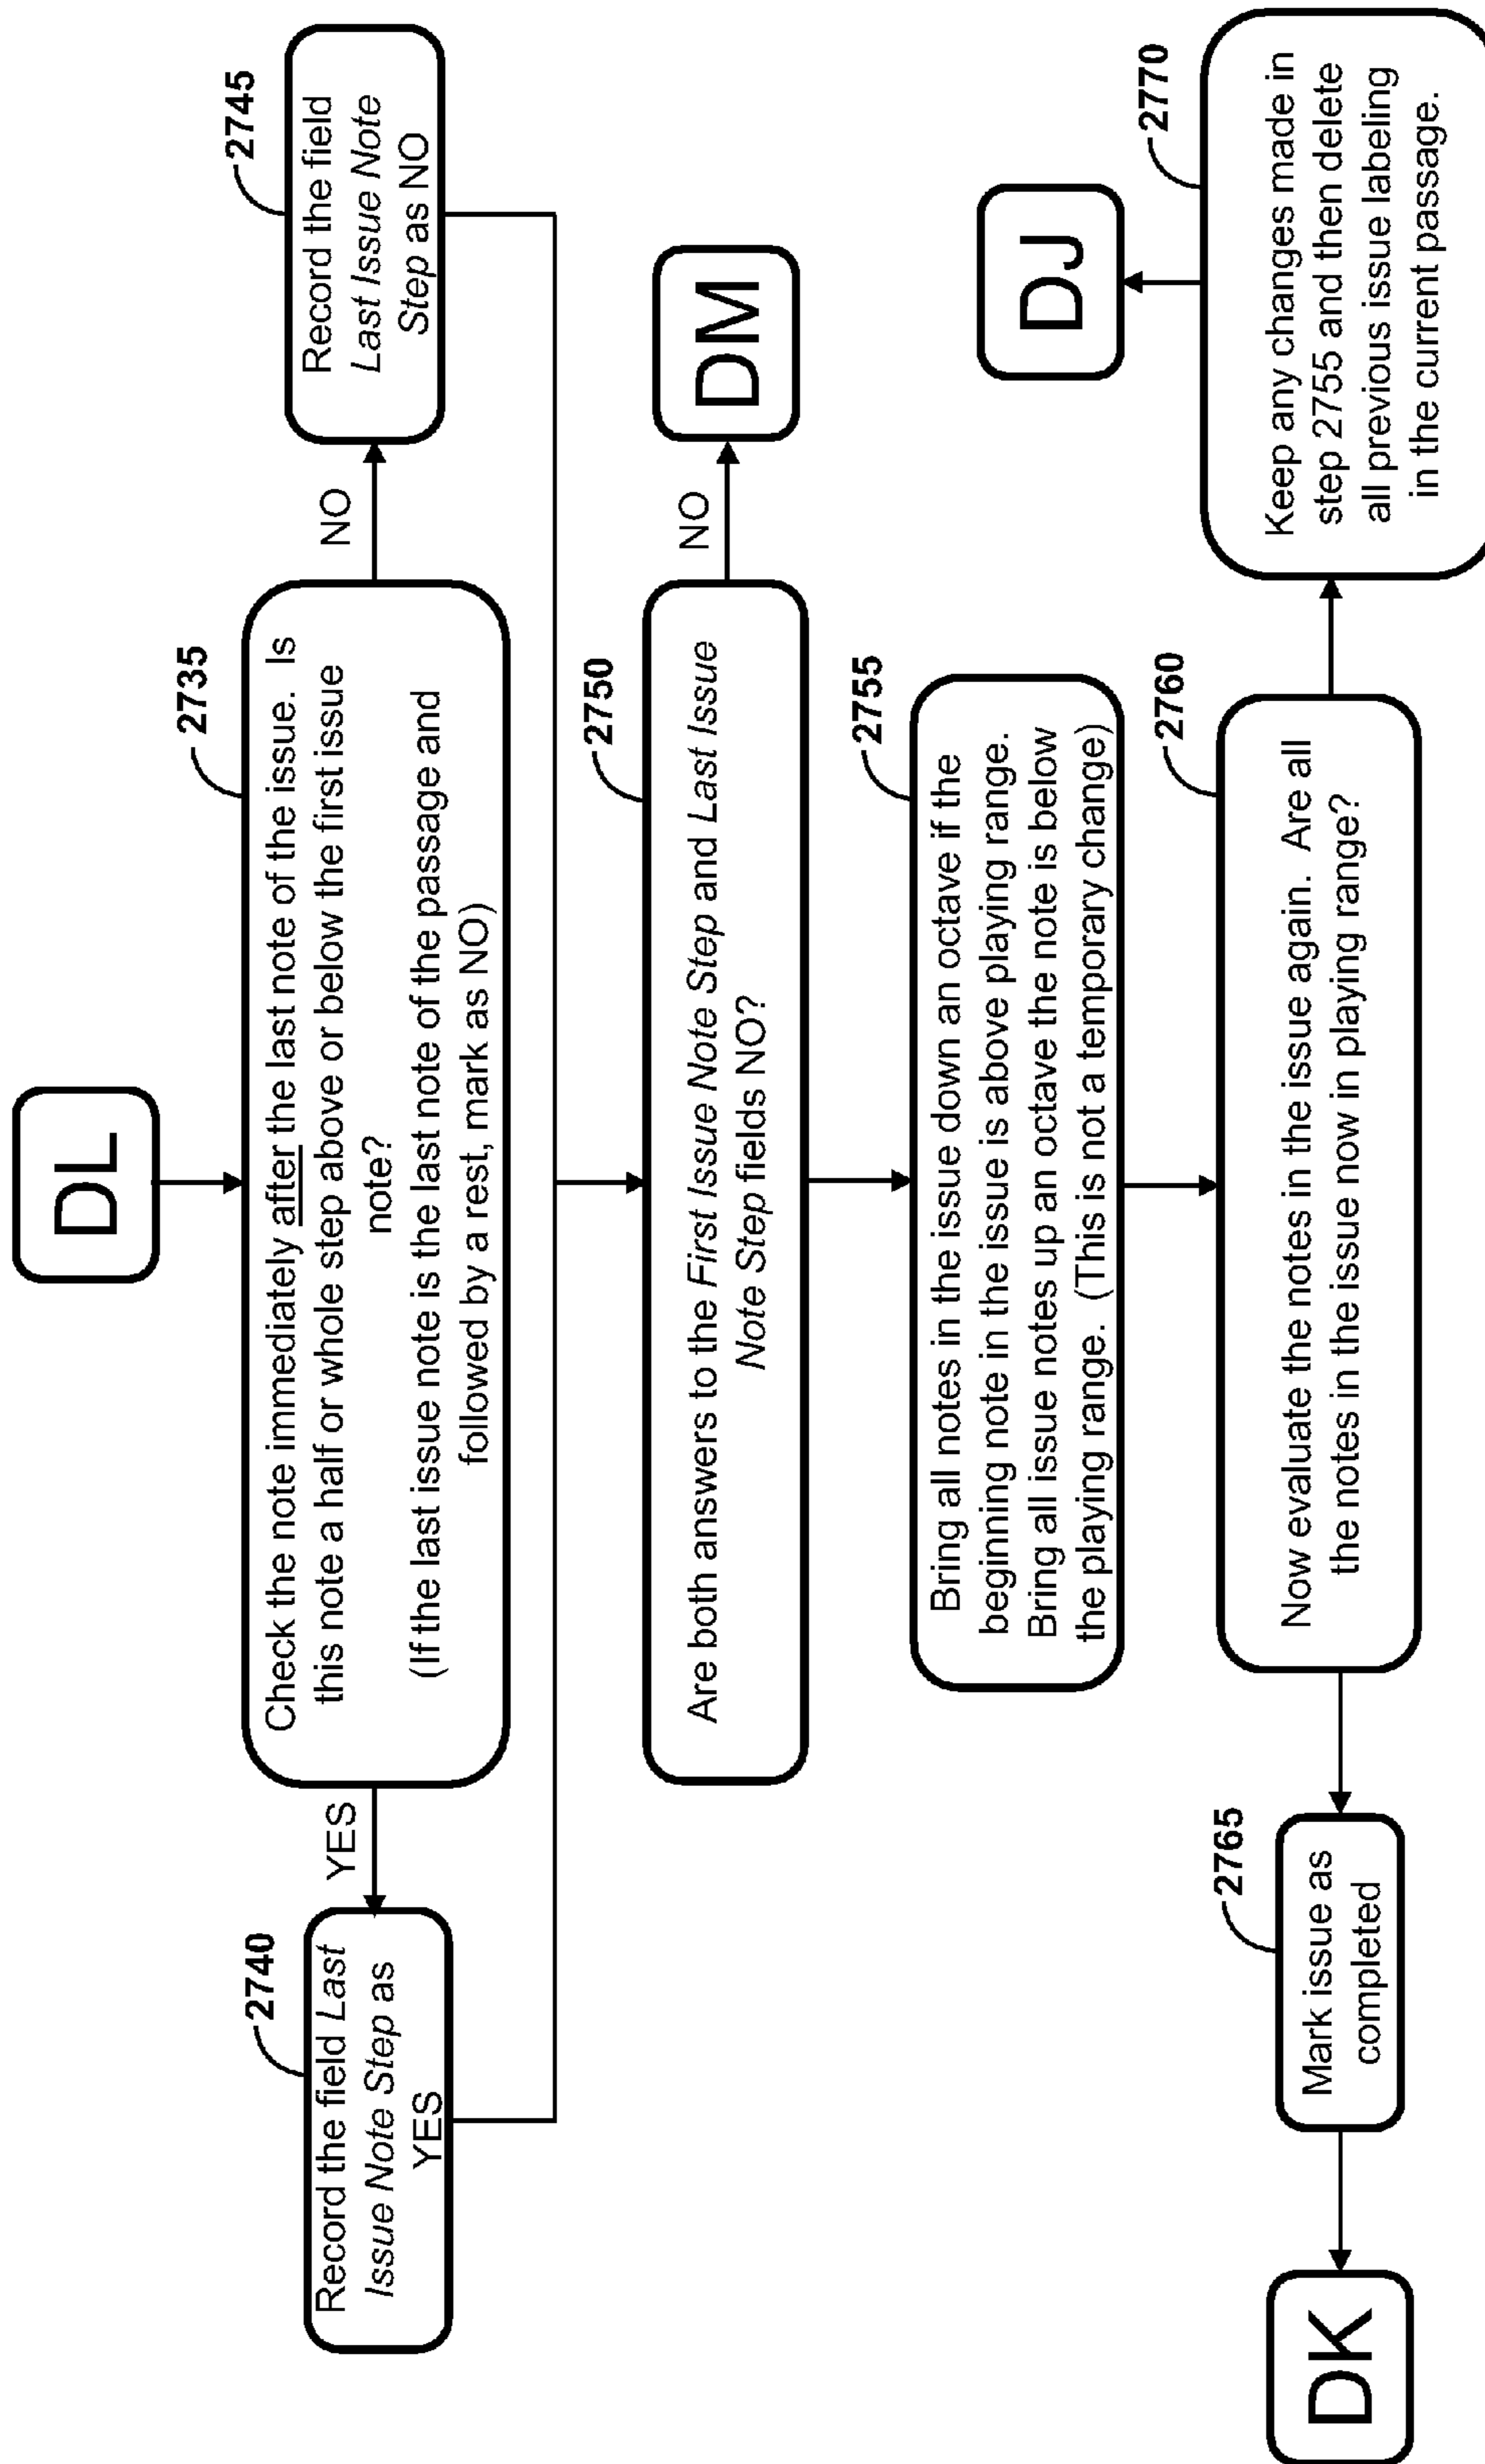 DL
2735
Check the note immediately after the last note of the issue. Is
this note a half or whole step above or below the first issue
note?
(If the last issue note is the last note of the passage and
followed by a rest, mark as NO)
YES
NO
2740
Record the field Last
Issue Note Step as
YES
2745
Record the field
Last Issue Note
Step as NO
2750
Are both answers to the First Issue Note Step and Last Issue
Note Step fields NO?
NO
DM
2755
Bring all notes in the issue down an octave if the
beginning note in the issue is above playing range.
Bring all issue notes up an octave the note is below
the playing range. (This is not a temporary change)
2760
Now evaluate the notes in the issue again. Are all
the notes in the issue now in playing range?
2765
Mark issue as
completed
DK
2770
Keep any changes made in
step 2755 and then delete
all previous issue labeling
in the current passage.
DJ